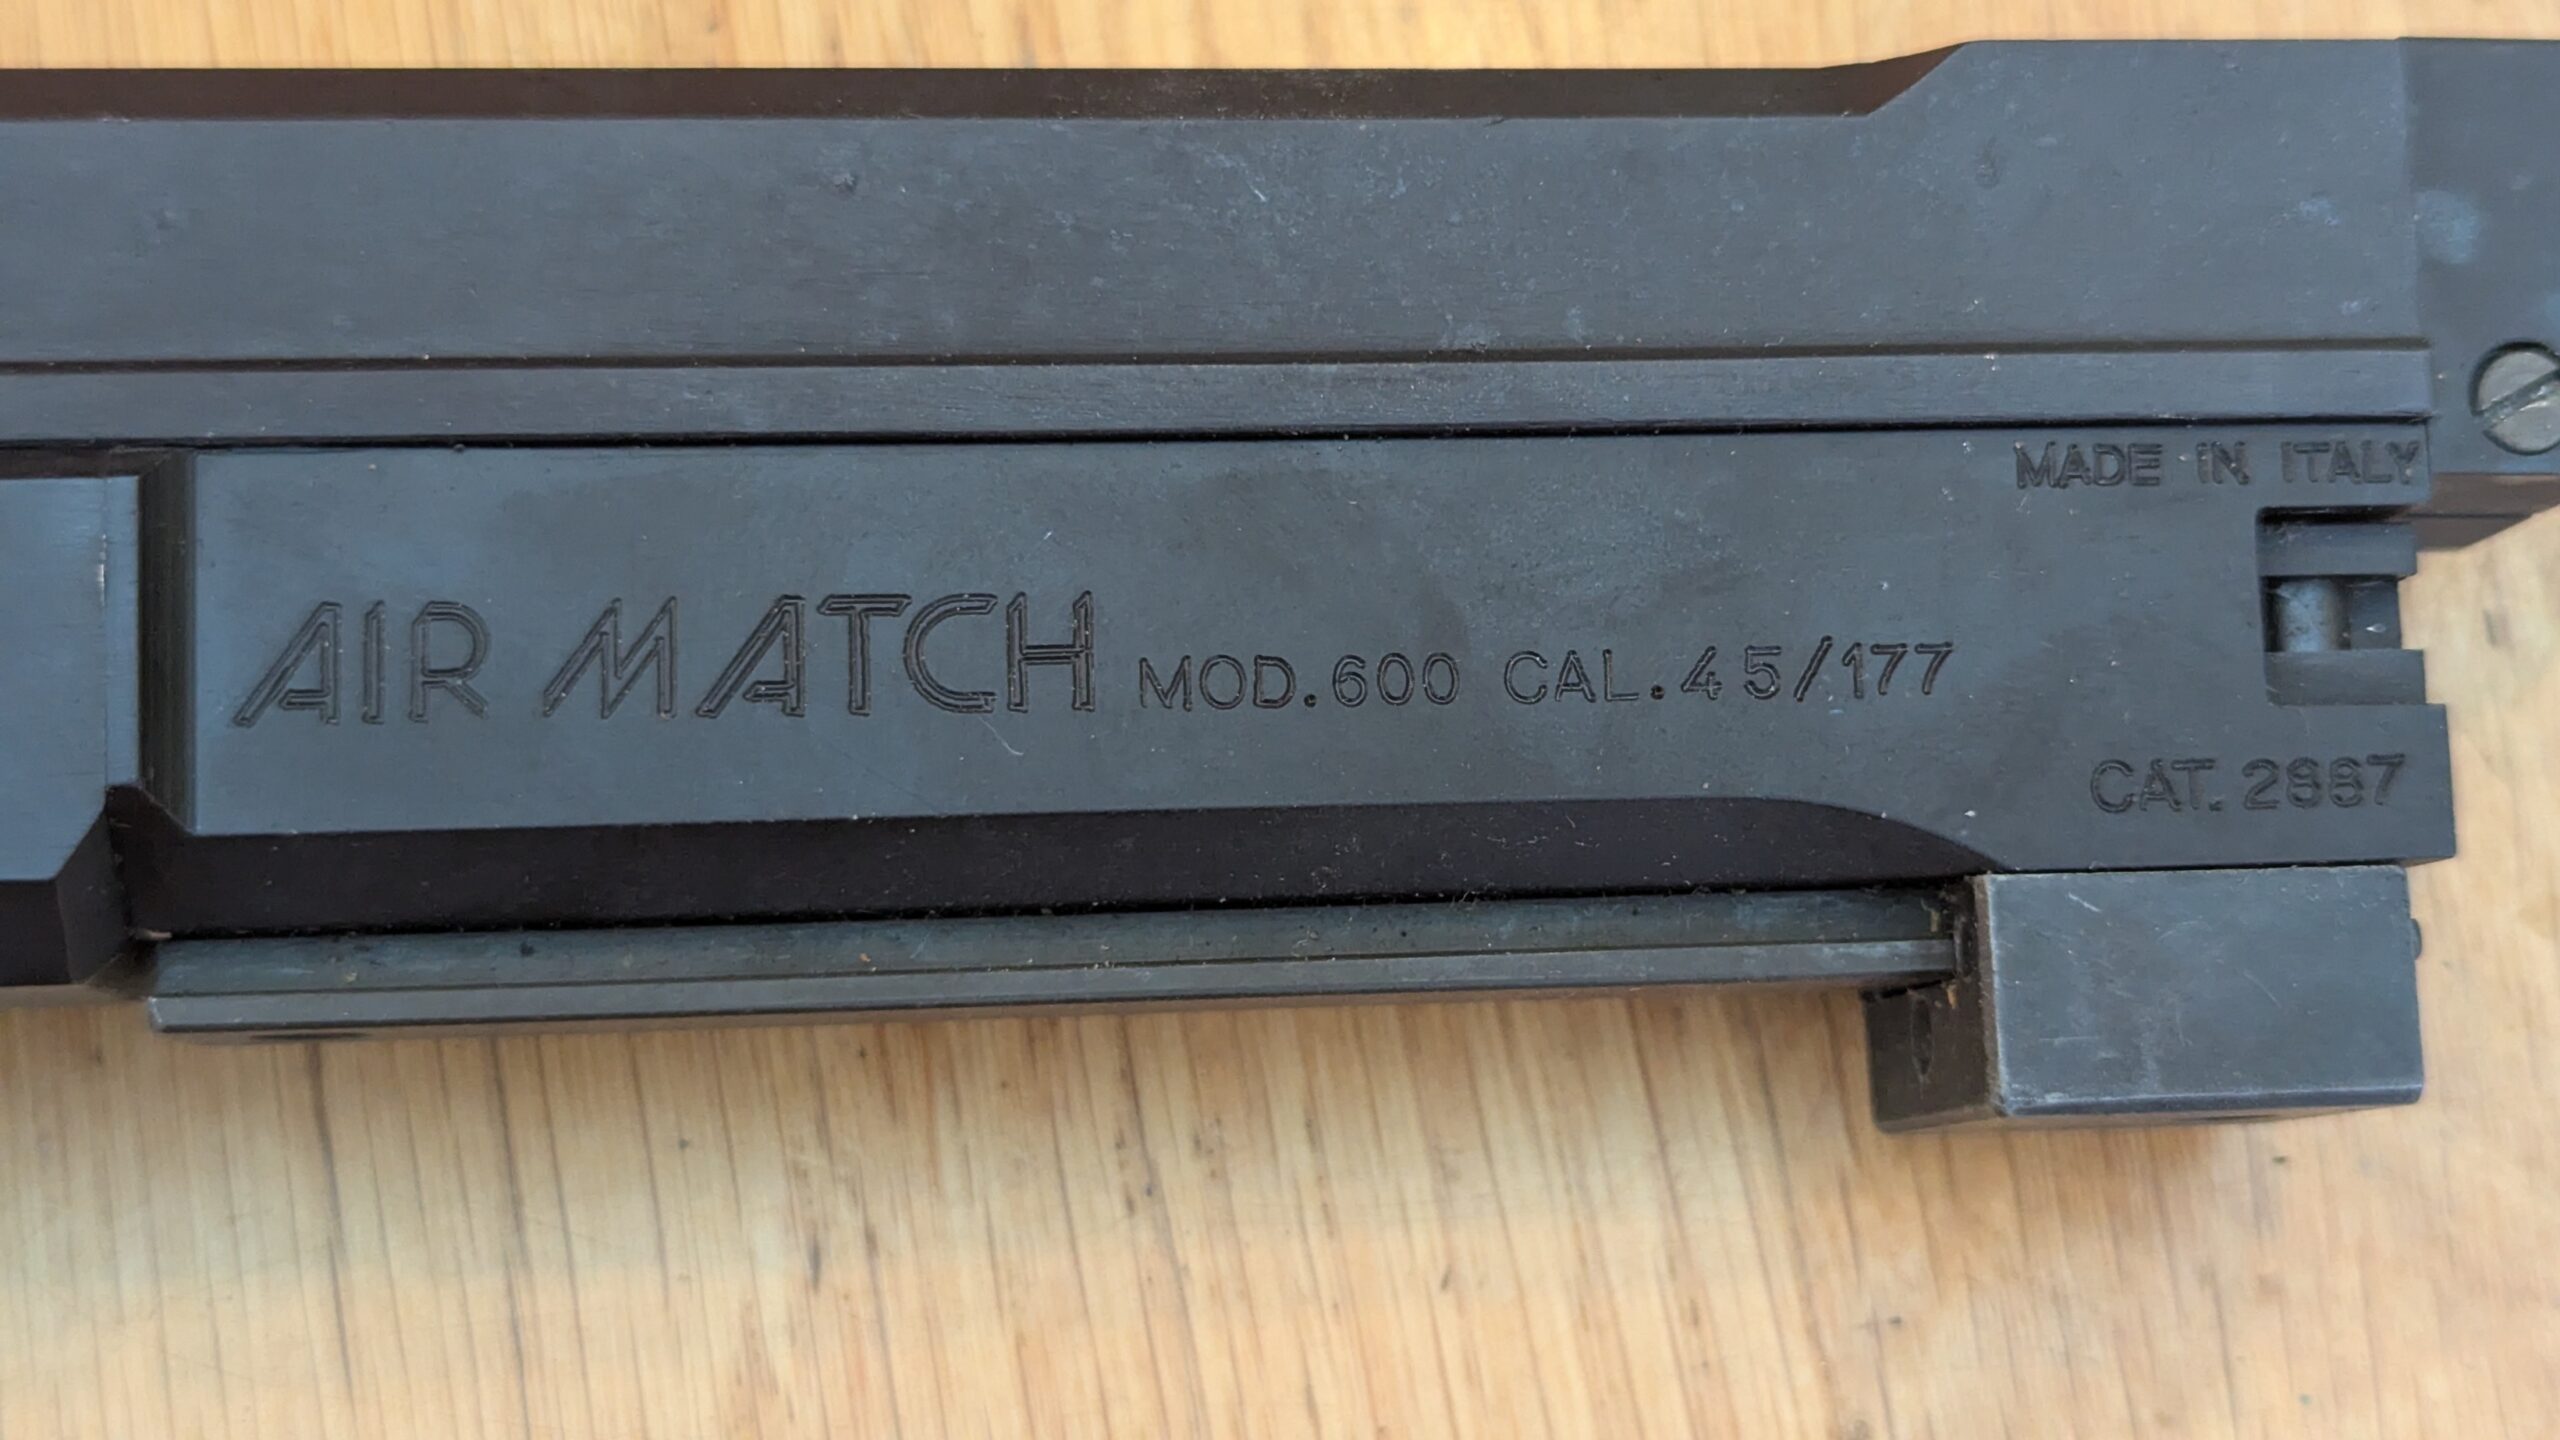 MADE IN ITALY
AIR MATCH MOD.600 CAL.4 5/177
CAT. 2887